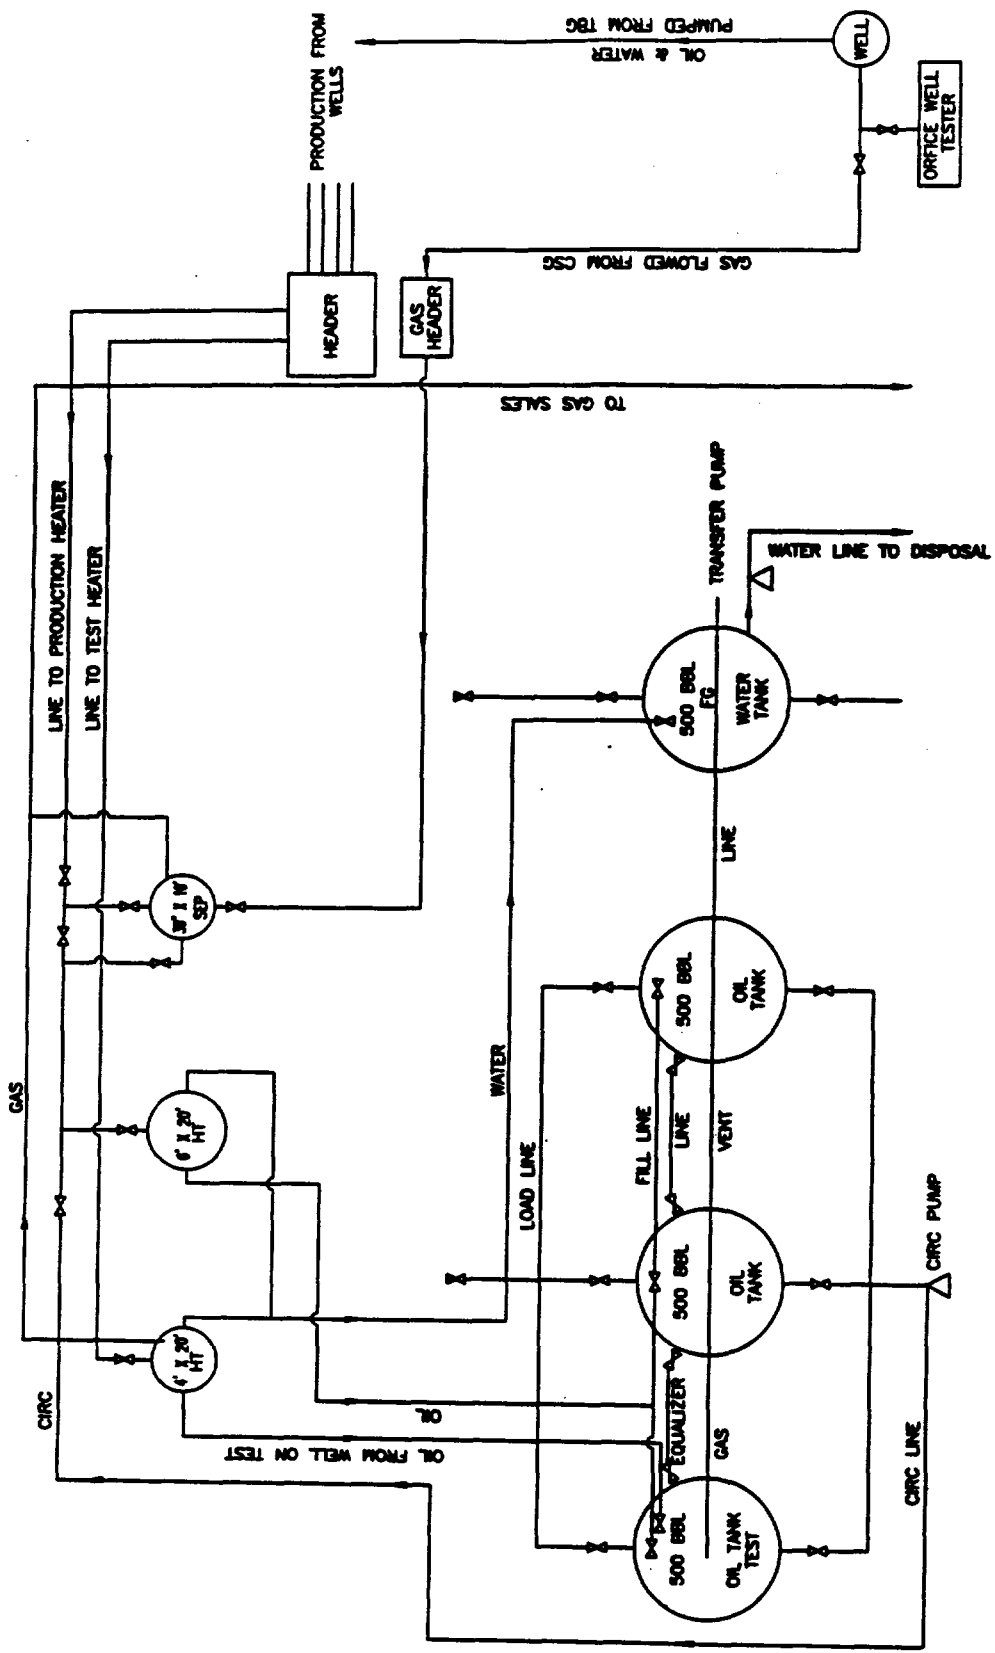 PRODUCTION FROM
WELLS
PUMPED FROM TBG
OIL & WATER
WELL
ORFICE WELL
TESTER
GAS FLOWED FROM CSG
HEADER
GAS
HEADER
TO GAS SALES
LINE TO PRODUCTION HEATER
LINE TO TEST HEATER
TRANSFER PUMP
WATER LINE TO DISPOSAL
500 BBL
FG
WATER
TANK
LINE
30" X 10'
SEP
GAS
WATER
6' X 20'
HT
4' X 20'
HT
500 BBL
OIL
TANK
LOAD LINE
FILL LINE
LINE
VENT
500 BBL
OIL
TANK
CIRC PUMP
CIRC
OIL
OIL FROM WELL ON TEST
EQUALIZER
GAS
CIRC LINE
500 BBL
OIL TANK
TEST